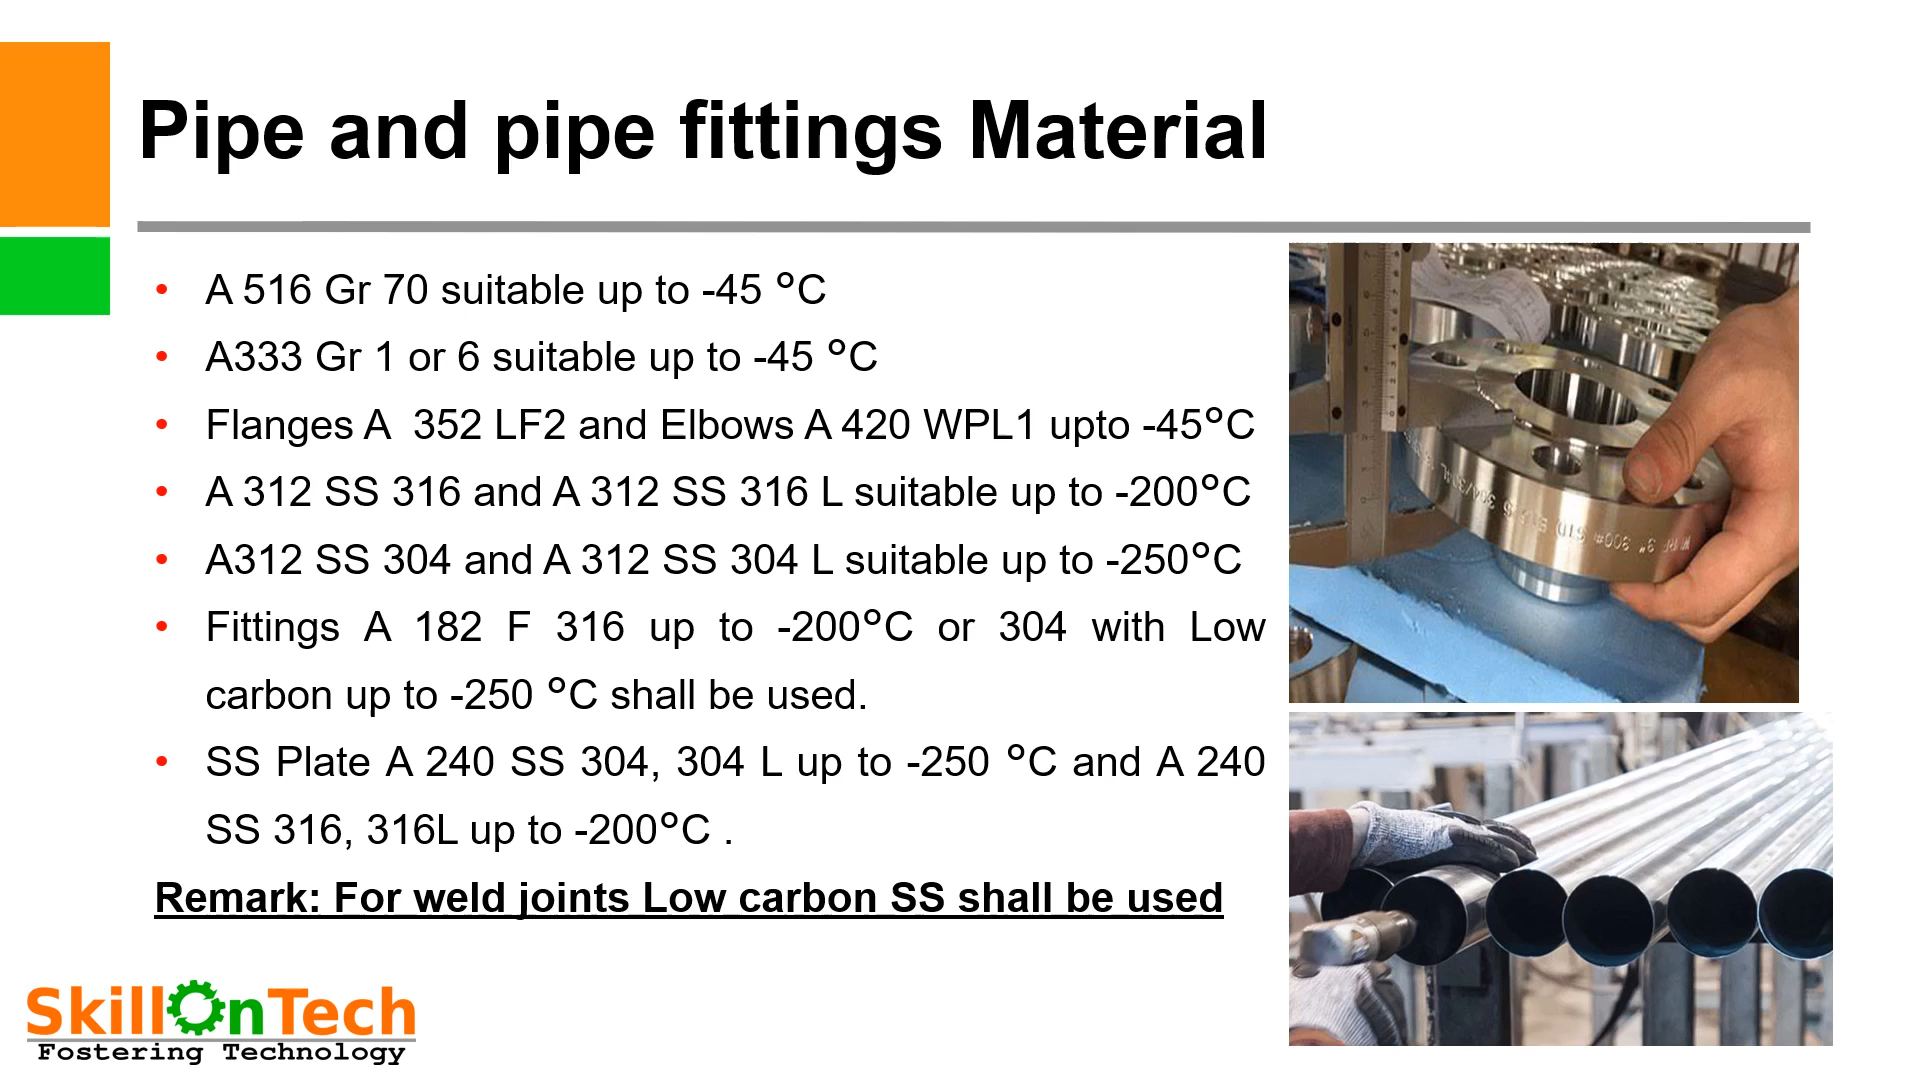 Pipe and pipe fittings Material
• A 516 Gr 70 suitable up to -45 °C
• A333 Gr 1 or 6 suitable up to -45 °C
• Flanges A  352 LF2 and Elbows A 420 WPL1 upto -45°C
• A 312 SS 316 and A 312 SS 316 L suitable up to -200°C
• A312 SS 304 and A 312 SS 304 L suitable up to -250°C
• Fittings A 182 F 316 up to -200°C or 304 with Low
carbon up to -250 °C shall be used.
• SS Plate A 240 SS 304, 304 L up to -250 °C and A 240
SS 316, 316L up to -200°C .
Remark: For weld joints Low carbon SS shall be used
SkillOnTech
Fostering Technology